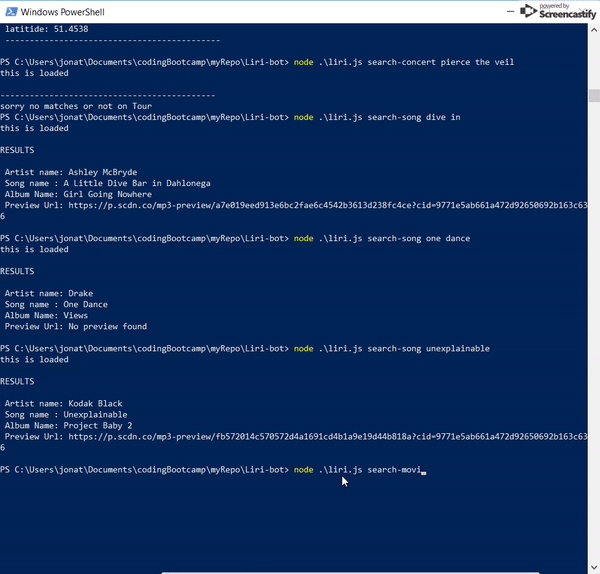 Windows PowerShell
powered by
Screencastify
latitide: 51.4538
-------------------------------------------
PS C:\Users\jonat\Documents\codingBootcamp\myRepo\Liri-bot> node .\liri.js search-concert pierce the veil
this is loaded
-------------------------------------------
sorry no matches or not on Tour
PS C:\Users\jonat\Documents\codingBootcamp\myRepo\Liri-bot> node .\liri.js search-song dive in
this is loaded
RESULTS
Artist name: Ashley McBryde
Song name : A Little Dive Bar in Dahlonega
Album Name: Girl Going Nowhere
Preview Url: https://p.scdn.co/mp3-preview/a7e019eed913e6bc2fae6c4542b3613d238fc4ce?cid=9771e5ab661a472d92650692b163c63
6
PS C:\Users\jonat\Documents\codingBootcamp\myRepo\Liri-bot> node .\liri.js search-song one dance
this is loaded
RESULTS
Artist name: Drake
Song name : One Dance
Album Name: Views
Preview Url: No preview found
PS C:\Users\jonat\Documents\codingBootcamp\myRepo\Liri-bot> node .\liri.js search-song unexplainable
this is loaded
RESULTS
Artist name: Kodak Black
Song name : Unexplainable
Album Name: Project Baby 2
Preview Url: https://p.scdn.co/mp3-preview/fb572014c570572d4a1691cd4b1a9e19d44b818a?cid=9771e5ab661a472d92650692b163c63
6
PS C:\Users\jonat\Documents\codingBootcamp\myRepo\Liri-bot> node .\liri.js search-movi